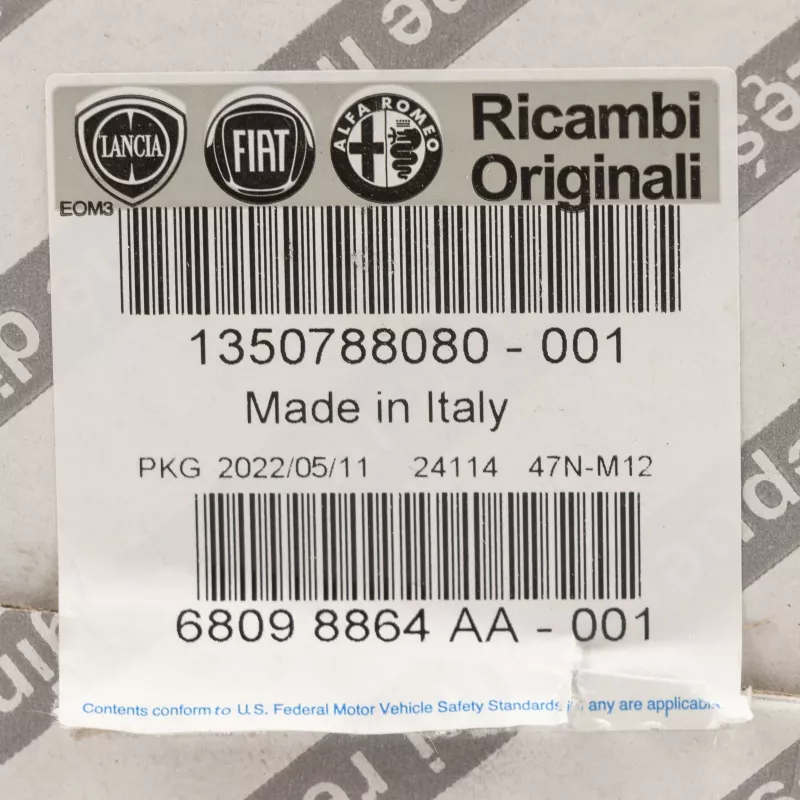 LANCIA
FIAT
ALFA ROMEO
Ricambi
Originali
EOM3
1350788080 - 001
Made in Italy
PKG 2022/05/11 24114 47N-M12
6809 8864 AA - 001
Contents conform to U.S. Federal Motor Vehicle Safety Standards any are applicable